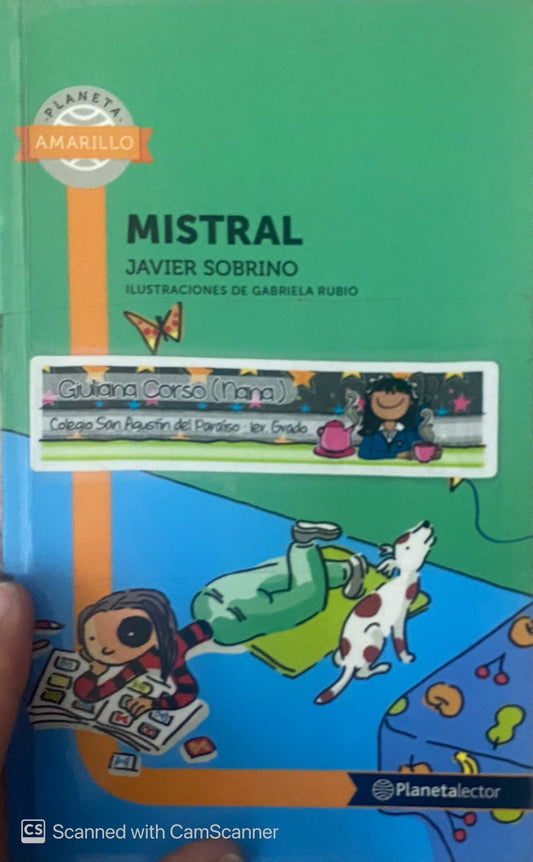 PLANETA
AMARILLO
MISTRAL
JAVIER SOBRINO
ILUSTRACIONES DE GABRIELA RUBIO
Giuliana Corso (Nana)
Colegio San Agustín del Paraíso · 1er. Grado
Planetalector
CS Scanned with CamScanner